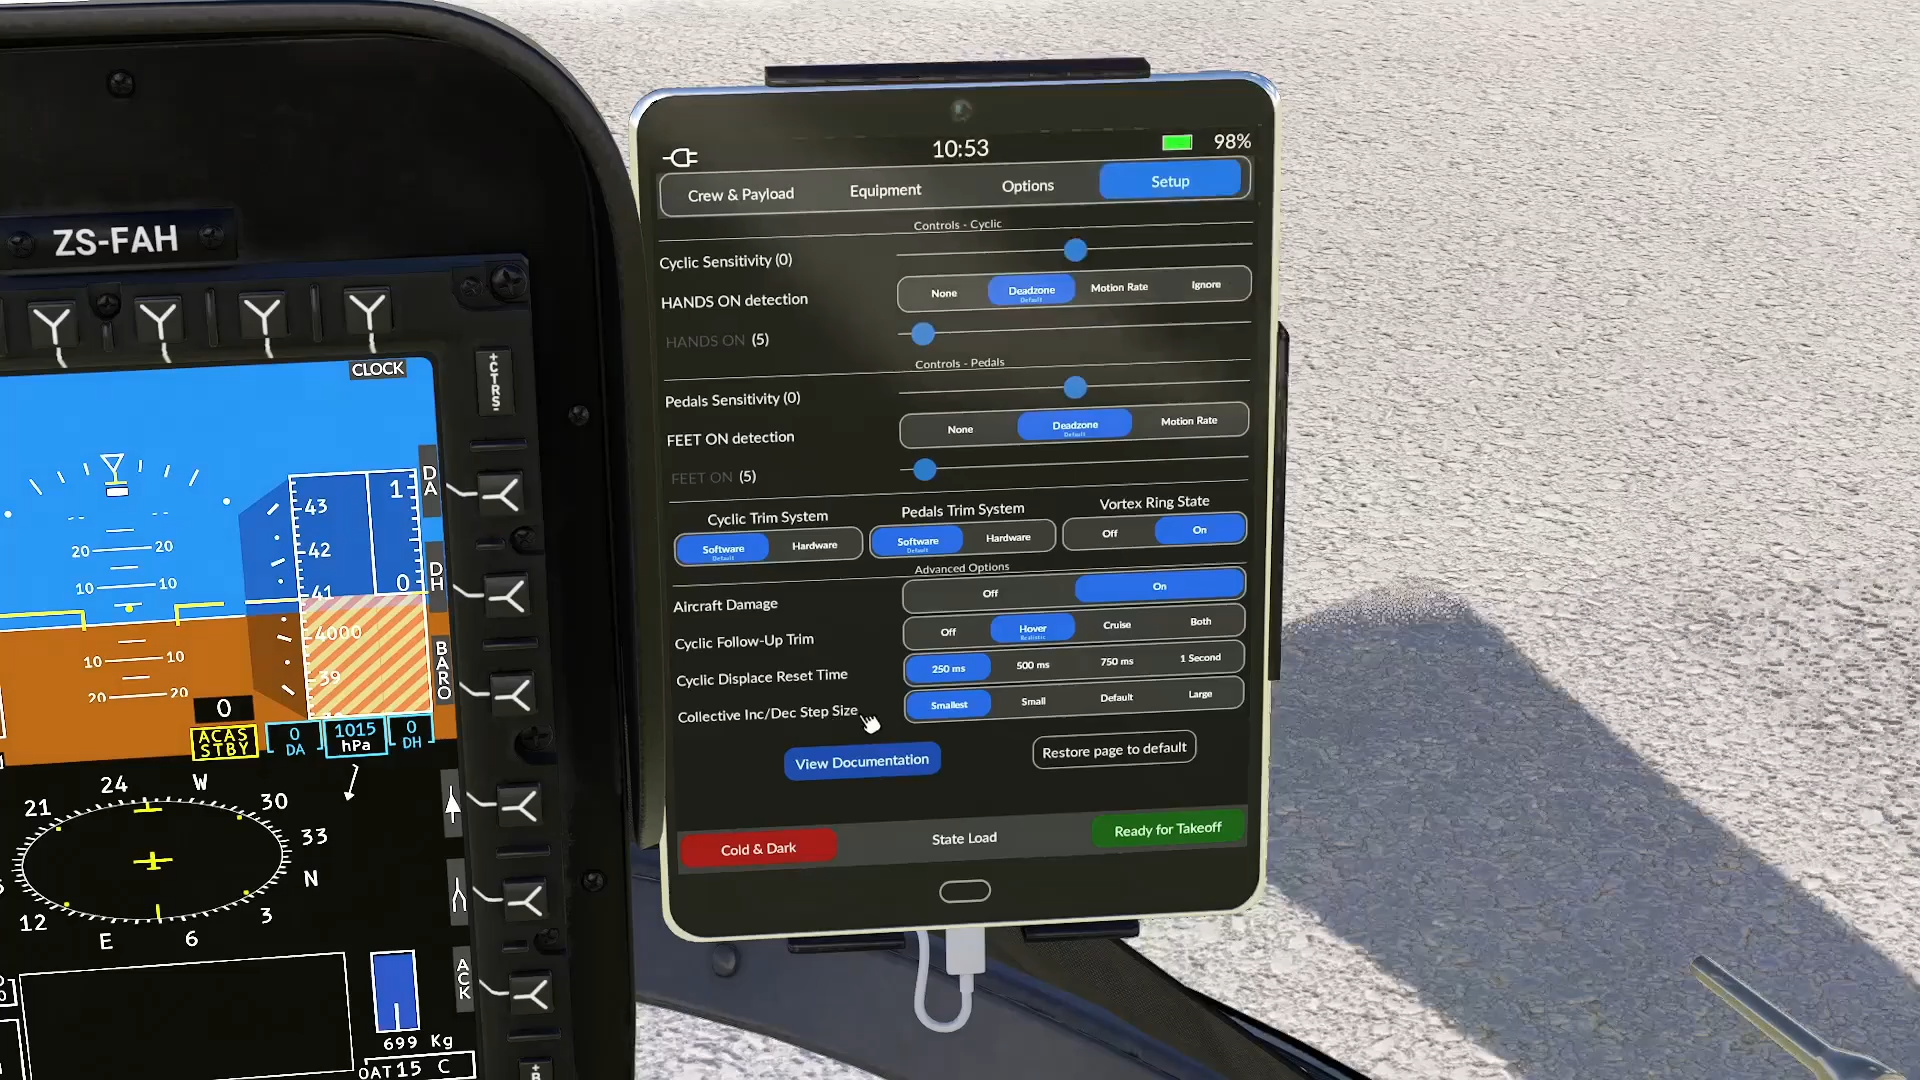 ZS-FAH
CLOCK
+CTRS-
DA
DH
BARO
ACK
43
42
41
4000
39
1
0
20 20
10 10
10 10
20 20
0
ACAS
STBY
0
DA
1015
hPa
0
DH
24 W 30
21 33
N
12 3
E 6
699 Kg
OAT 15 C
10:53
98%
Crew & Payload Equipment Options Setup
Controls - Cyclic
Cyclic Sensitivity (0)
HANDS ON detection None Deadzone Motion Rate Ignore
Default
HANDS ON (5)
Controls - Pedals
Pedals Sensitivity (0)
FEET ON detection None Deadzone Motion Rate
Default
FEET ON (5)
Cyclic Trim System Pedals Trim System Vortex Ring State
Software Hardware Software Hardware Off On
Default Default
Advanced Options
Aircraft Damage Off On
Cyclic Follow-Up Trim Off Hover Cruise Both
Realistic
Cyclic Displace Reset Time 250 ms 500 ms 750 ms 1 Second
Collective Inc/Dec Step Size Smallest Small Default Large
View Documentation Restore page to default
Cold & Dark State Load Ready for Takeoff